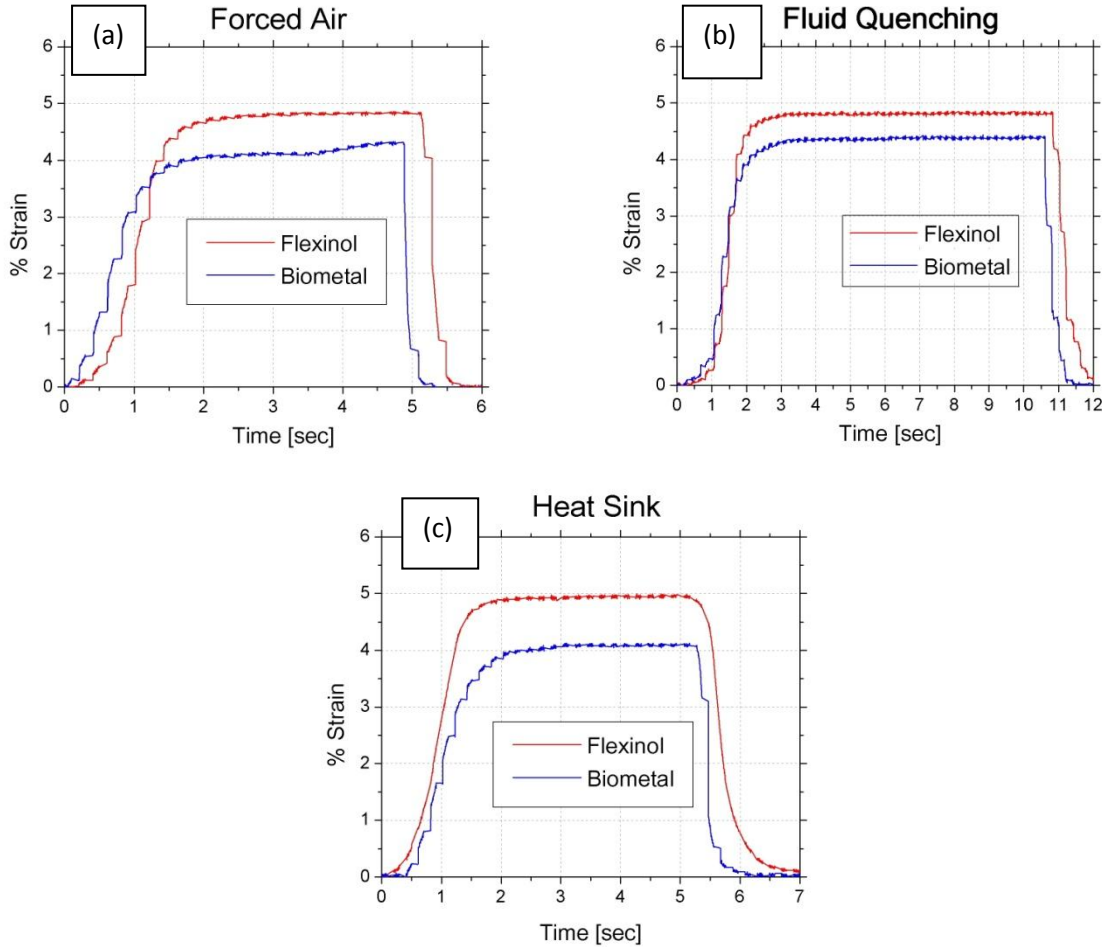 Forced Air
(a)
6
5
4
3
2
1
0
% Strain
Flexinol
Biometal
0 1 2 3 4 5 6
Time [sec]
Fluid Quenching
(b)
6
5
4
3
2
1
0
% Strain
Flexinol
Biometal
0 1 2 3 4 5 6 7 8 9 10 11 12
Time [sec]
Heat Sink
(c)
6
5
4
3
2
1
0
% Strain
Flexinol
Biometal
0 1 2 3 4 5 6 7
Time [sec]